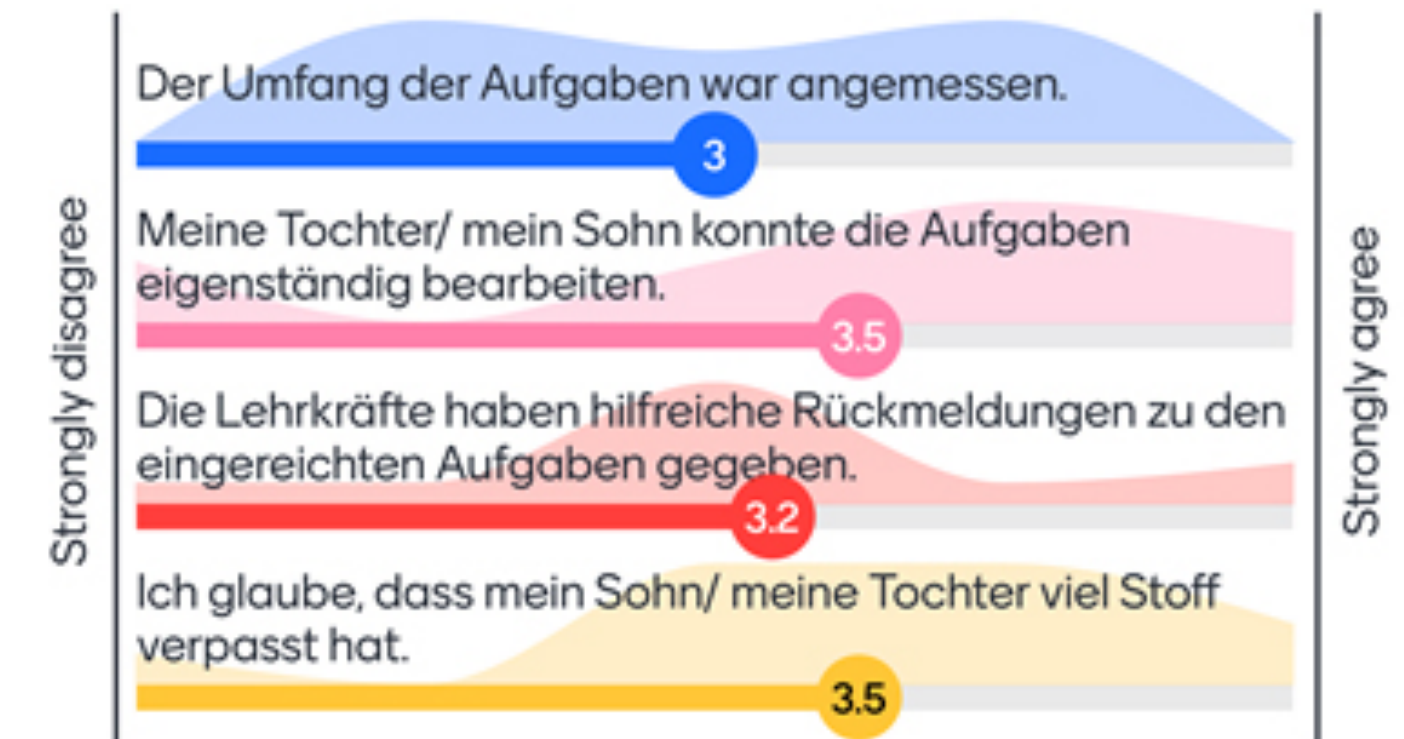 Der Umfang der Aufgaben war angemessen.
3
Meine Tochter/ mein Sohn konnte die Aufgaben
eigenständig bearbeiten.
3.5
Die Lehrkräfte haben hilfreiche Rückmeldungen zu den
eingereichten Aufgaben gegeben.
3.2
Ich glaube, dass mein Sohn/ meine Tochter viel Stoff
verpasst hat.
3.5
Strongly disagree
Strongly agree